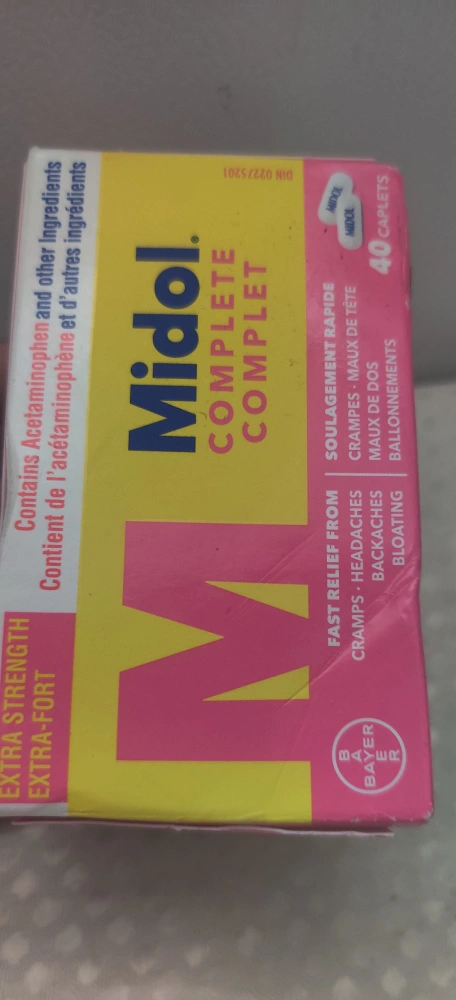 EXTRA STRENGTH
EXTRA-FORT
Contains Acetaminophen and other Ingredients
Contient de l'acétaminophène et d'autres ingrédients
M
Midol.
COMPLETE
COMPLET
DIN 02275201
FAST RELIEF FROM
CRAMPS · HEADACHES
BACKACHES
BLOATING
SOULAGEMENT RAPIDE
CRAMPES · MAUX DE TÊTE
MAUX DE DOS
BALLONNEMENTS
MIDOL
MIDOL
40 CAPLETS
BAYER
BAYER